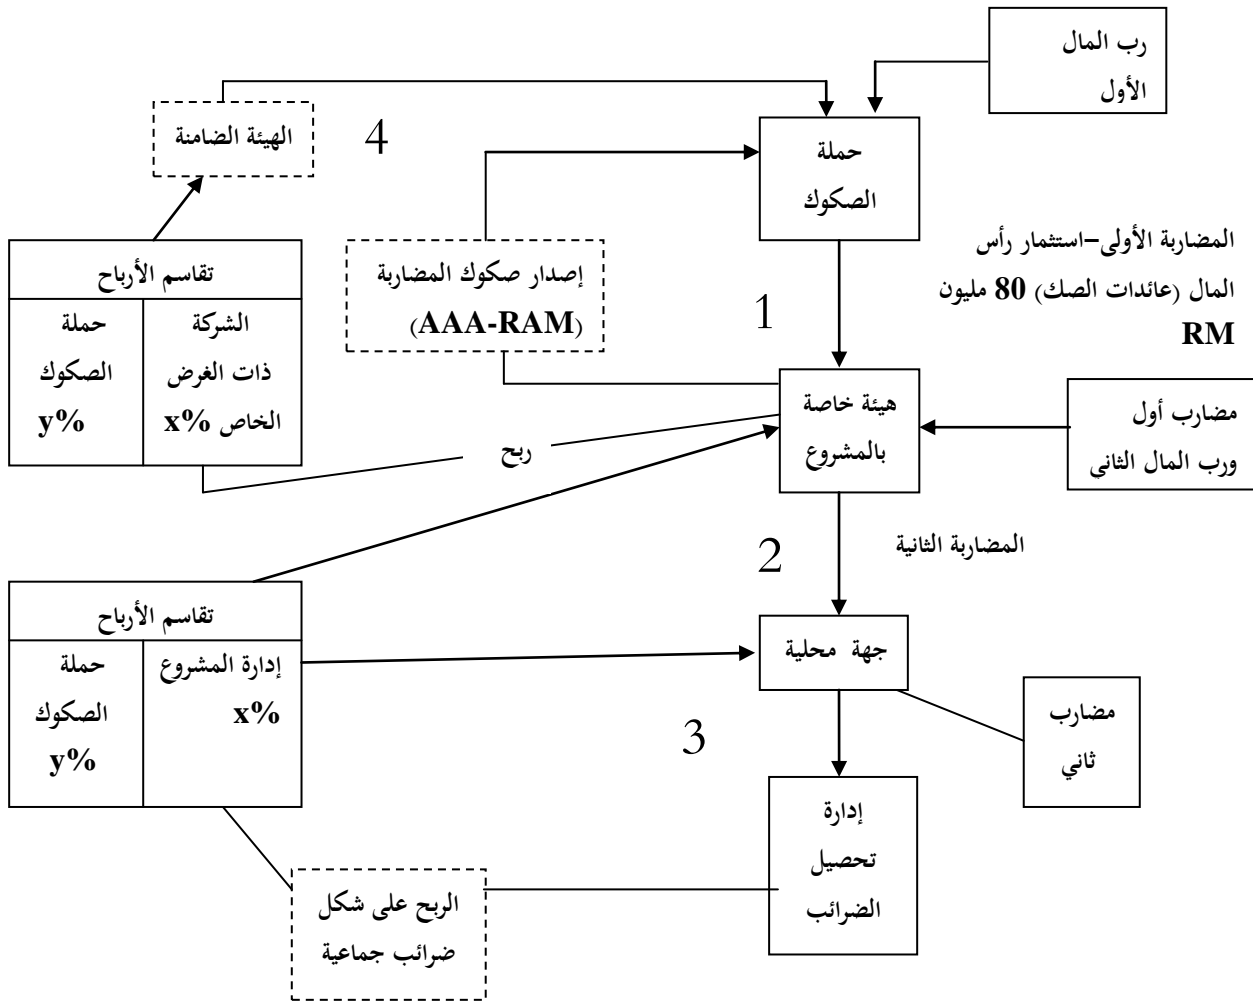 رب المال
الأول
الهيئة الضامنة
4
حملة
الصكوك
المضاربة الأولى–استثمار رأس
المال (عائدات الصك) 80 مليون
RM
تقاسم الأرباح
الشركة
ذات الغرض
الخاص x%
حملة
الصكوك
y%
إصدار صكوك المضاربة
(AAA-RAM)
1
هيئة خاصة
بالمشروع
مضارب أول
ورب المال الثاني
ربح
2
المضاربة الثانية
تقاسم الأرباح
إدارة المشروع
x%
حملة
الصكوك
y%
جهة محلية
3
مضارب
ثاني
إدارة
تحصيل
الضرائب
الربح على شكل
ضرائب جماعية